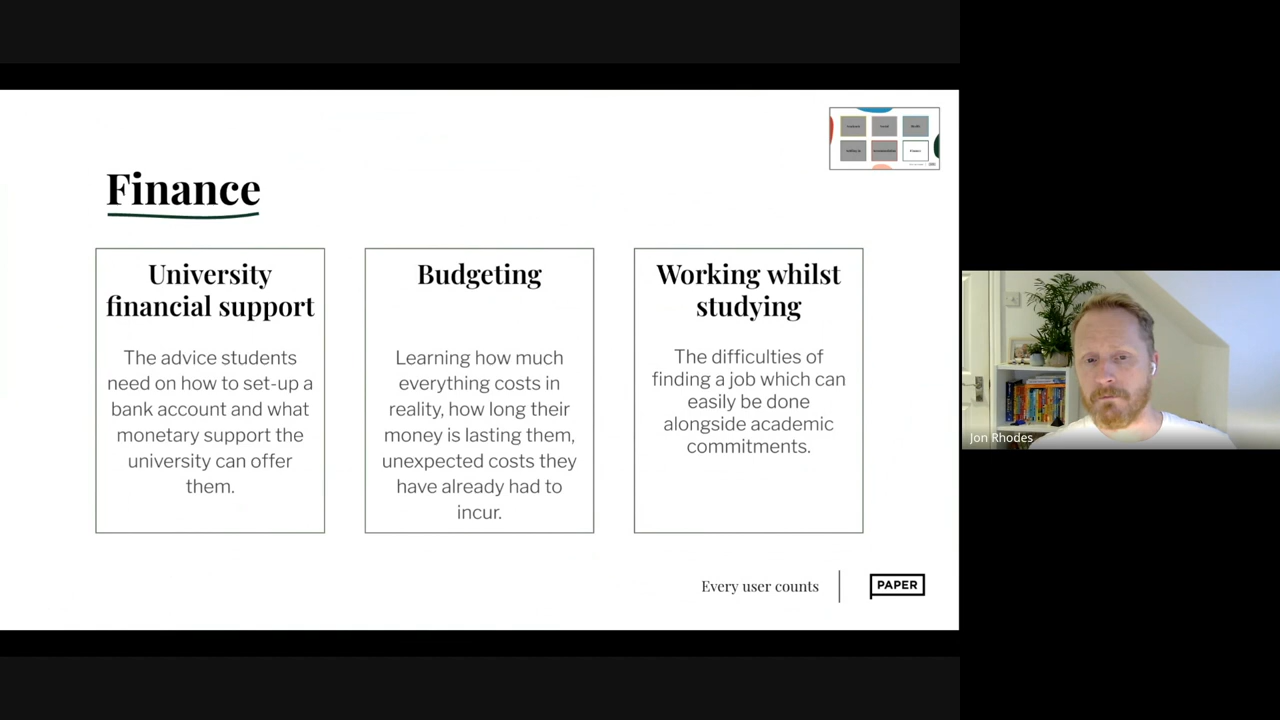 Finance
University
financial support
The advice students
need on how to set-up a
bank account and what
monetary support the
university can offer
them.
Budgeting
Learning how much
everything costs in
reality, how long their
money is lasting them,
unexpected costs they
have already had to
incur.
Working whilst
studying
The difficulties of
finding a job which can
easily be done
alongside academic
commitments.
Every user counts
PAPER
Jon Rhodes